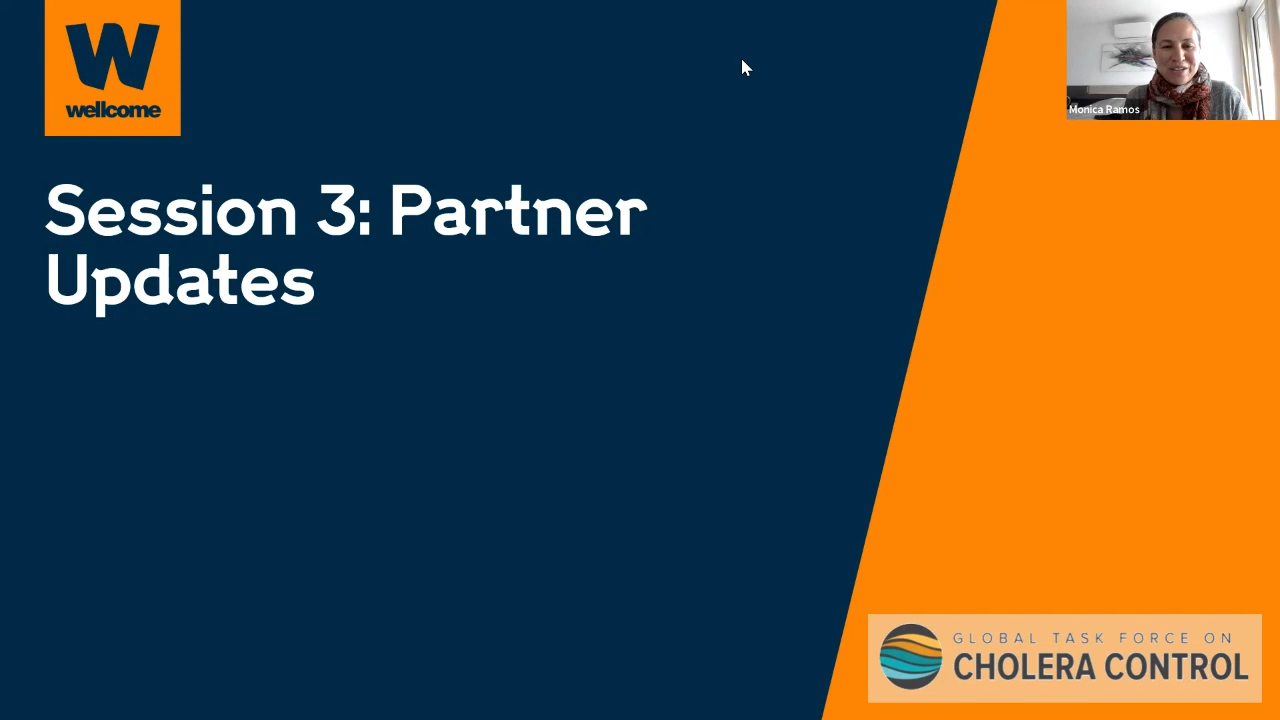 W
wellcome
Monica Ramos
Session 3: Partner
Updates
GLOBAL TASK FORCE ON
CHOLERA CONTROL